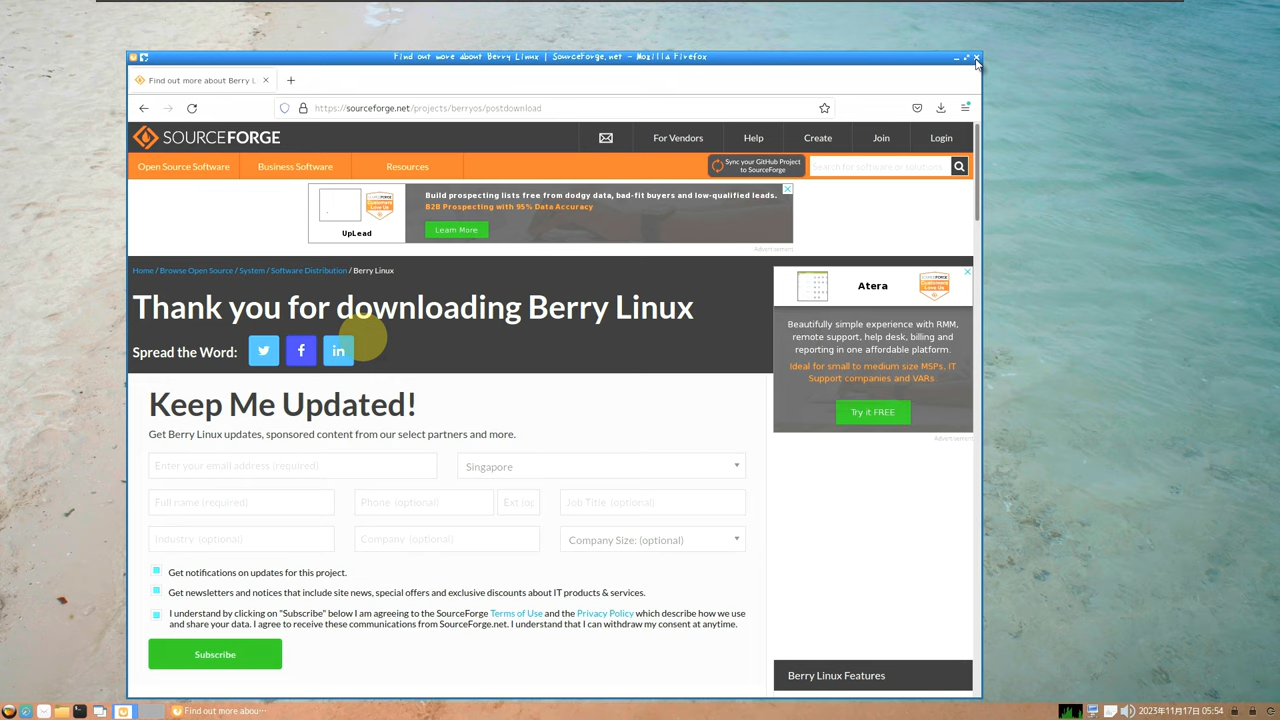 Find out more about Berry Linux | SourceForge.net - Mozilla Firefox
Find out more about Berry L
https://sourceforge.net/projects/berryos/postdownload
SOURCEFORGE
For Vendors
Help
Create
Join
Login
Open Source Software
Business Software
Resources
Sync your GitHub Project
to SourceForge
Search for software or solutions
UpLead
Build prospecting lists free from dodgy data, bad-fit buyers and low-qualified leads.
B2B Prospecting with 95% Data Accuracy
Learn More
Advertisement
Home / Browse Open Source / System / Software Distribution / Berry Linux
Thank you for downloading Berry Linux
Spread the Word:
Atera
Beautifully simple experience with RMM,
remote support, help desk, billing and
reporting in one affordable platform.
Ideal for small to medium size MSPs, IT
Support companies and VARs.
Try it FREE
Advertisement
Keep Me Updated!
Get Berry Linux updates, sponsored content from our select partners and more.
Enter your email address (required)
Singapore
Full name (required)
Phone (optional)
Ext (op
Job Title (optional)
Industry (optional)
Company (optional)
Company Size: (optional)
Get notifications on updates for this project.
Get newsletters and notices that include site news, special offers and exclusive discounts about IT products & services.
I understand by clicking on "Subscribe" below I am agreeing to the SourceForge Terms of Use and the Privacy Policy which describe how we use
and share your data. I agree to receive these communications from SourceForge.net. I understand that I can withdraw my consent at anytime.
Subscribe
Berry Linux Features
Find out more abou…
2023年11月17日 05:54